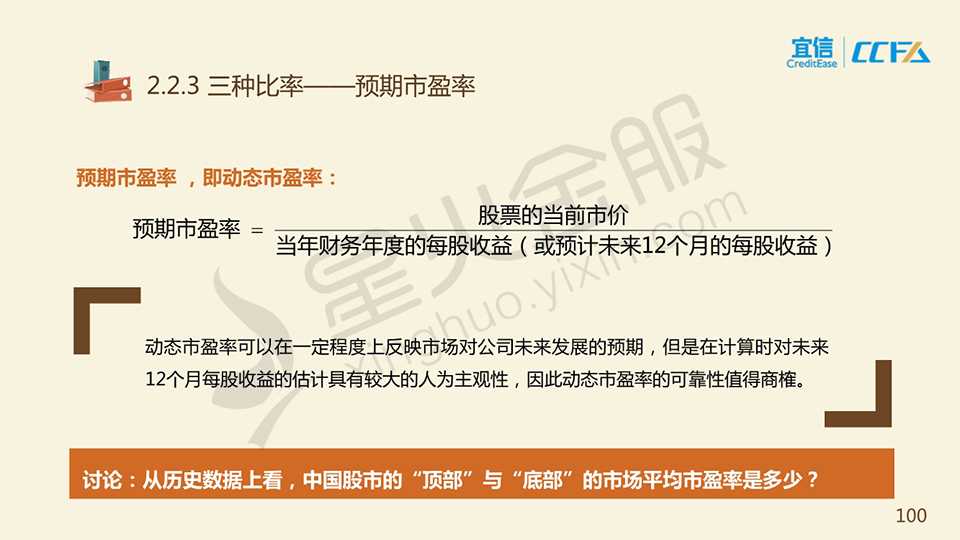 宜信
CreditEase
CCFA
2.2.3 三种比率——预期市盈率
预期市盈率 ，即动态市盈率：
股票的当前市价
预期市盈率 =
当年财务年度的每股收益（或预计未来12个月的每股收益）
星火金服
xinghuo.yixin.com
动态市盈率可以在一定程度上反映市场对公司未来发展的预期，但是在计算时对未来
12个月每股收益的估计具有较大的人为主观性，因此动态市盈率的可靠性值得商榷。
讨论：从历史数据上看，中国股市的“顶部”与“底部”的市场平均市盈率是多少？
100